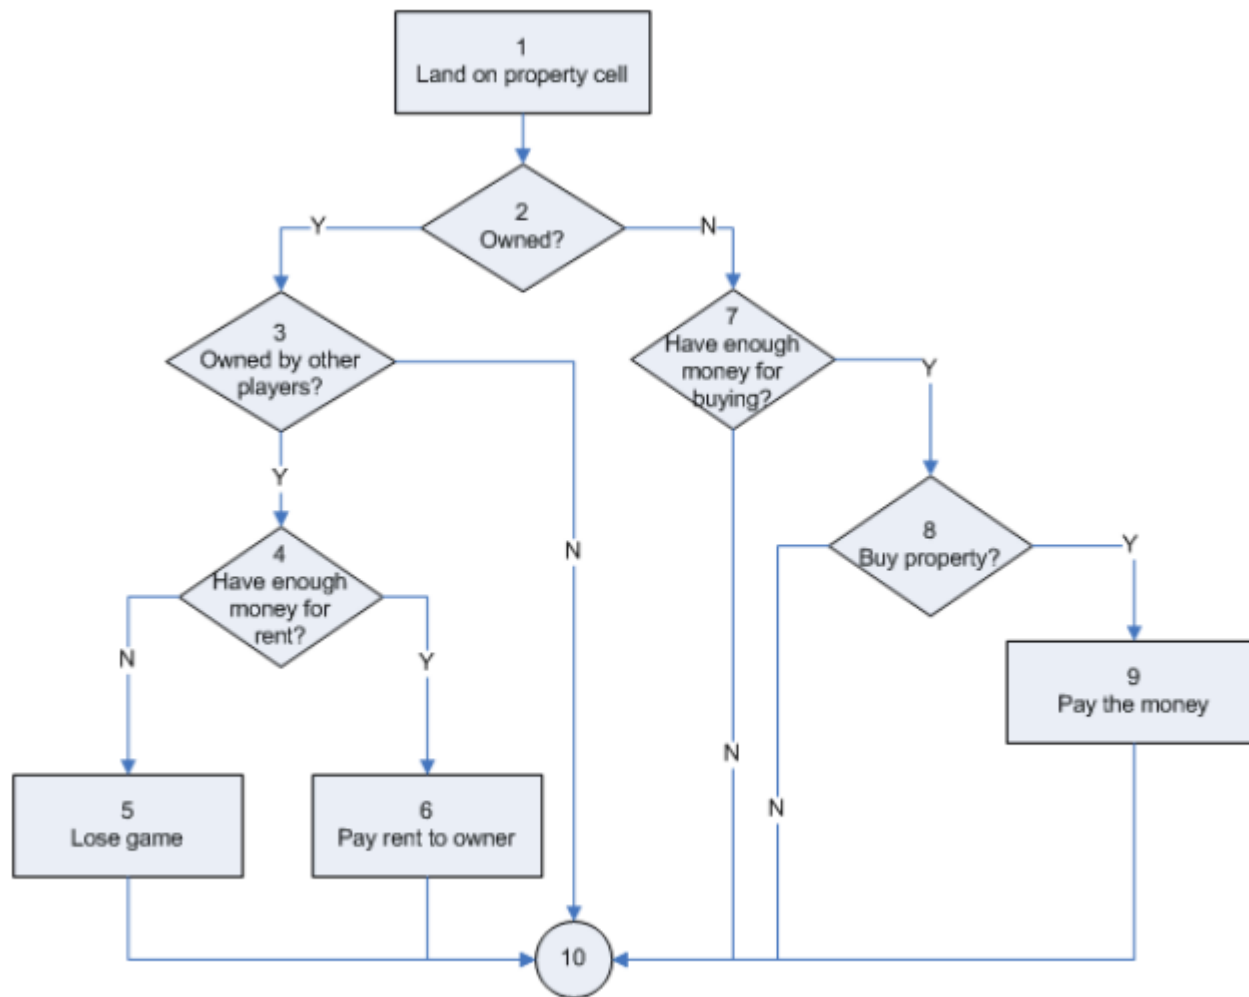 1
Land on property cell
2
Owned?
Y
N
3
Owned by other
players?
7
Have enough
money for
buying?
Y
Y
N
4
Have enough
money for
rent?
8
Buy property?
Y
N
Y
9
Pay the money
N
N
5
Lose game
6
Pay rent to owner
10